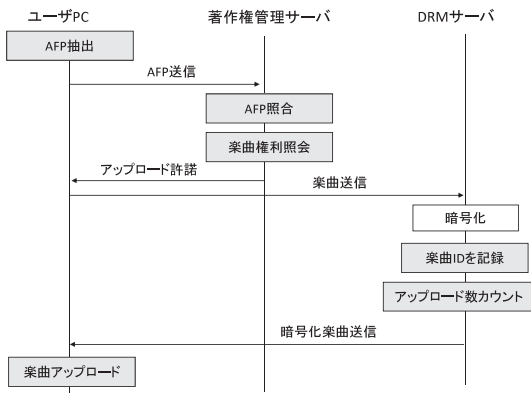 ユーザPC
著作権管理サーバ
DRMサーバ
AFP抽出
AFP送信
AFP照合
楽曲権利照会
アップロード許諾
楽曲送信
暗号化
楽曲IDを記録
アップロード数カウント
暗号化楽曲送信
楽曲アップロード